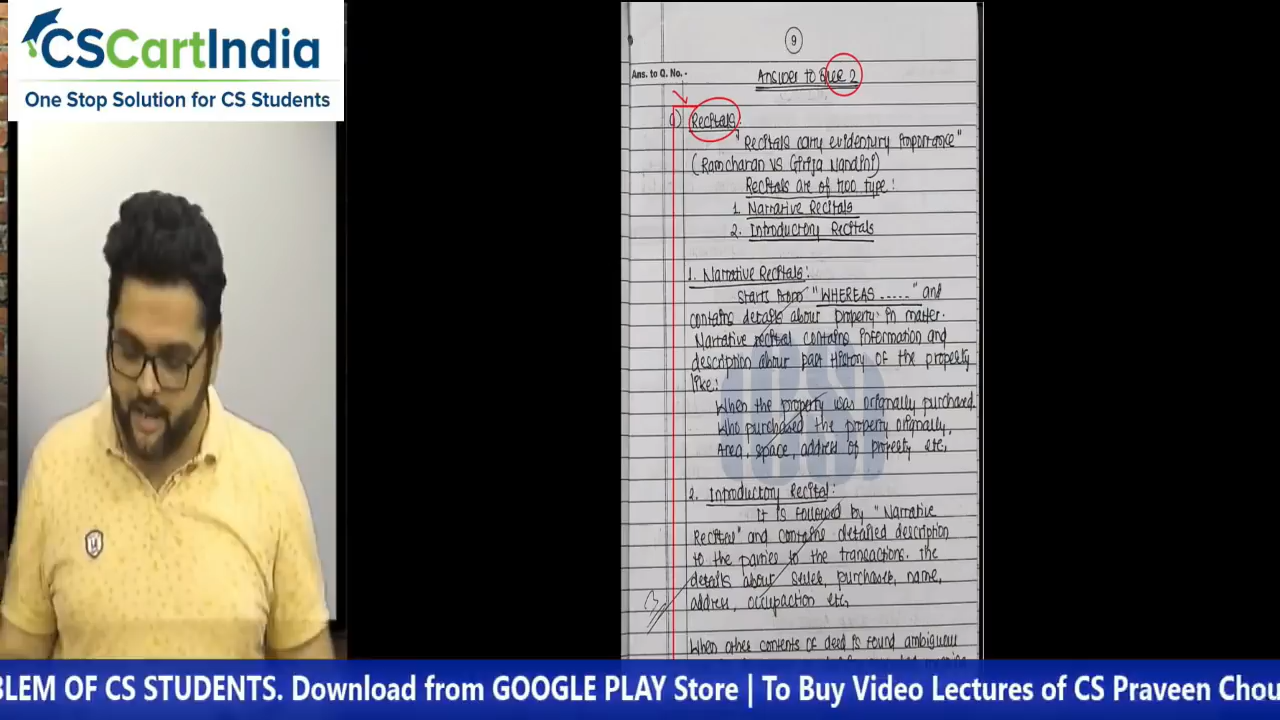 CSCartIndia
One Stop Solution for CS Students
9
Ans. to Q. No. -
Answer to Que 2
Recitals:
"Recitals carry evidentury importance"
(Ramcharan vs Girija Nandini)
Recitals are of two type:
1. Narrative Recitals
2. Introductory Recitals
1. Narrative Recitals:
Starts from "WHEREAS ....." and
contains details about property in matter.
Narrative recital contains information and
description about past History of the property
like:
When the property was originally purchased.
Who purchased the property originally,
Area, space, address of property etc,
2. Introductory Recital:
It is followed by "Narrative
Recital" and contains detailed description
to the parties to the transactions. The
details about seller, purchaser, name,
address, occupaction etc,
When other contents of deed is found ambiguous
BLEM OF CS STUDENTS. Download from GOOGLE PLAY Store | To Buy Video Lectures of CS Praveen Chou